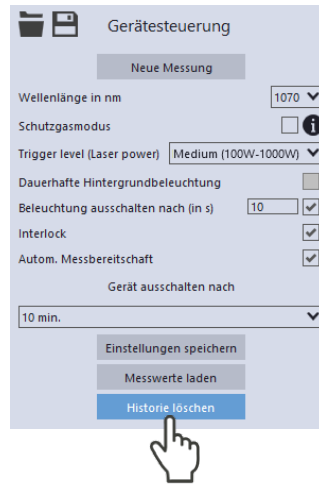 Gerätesteuerung
Neue Messung
Wellenlänge in nm 1070
Schutzgasmodus i
Trigger level (Laser power) Medium (100W-1000W)
Dauerhafte Hintergrundbeleuchtung
Beleuchtung ausschalten nach (in s) 10
Interlock
Autom. Messbereitschaft
Gerät ausschalten nach
10 min.
Einstellungen speichern
Messwerte laden
Historie löschen